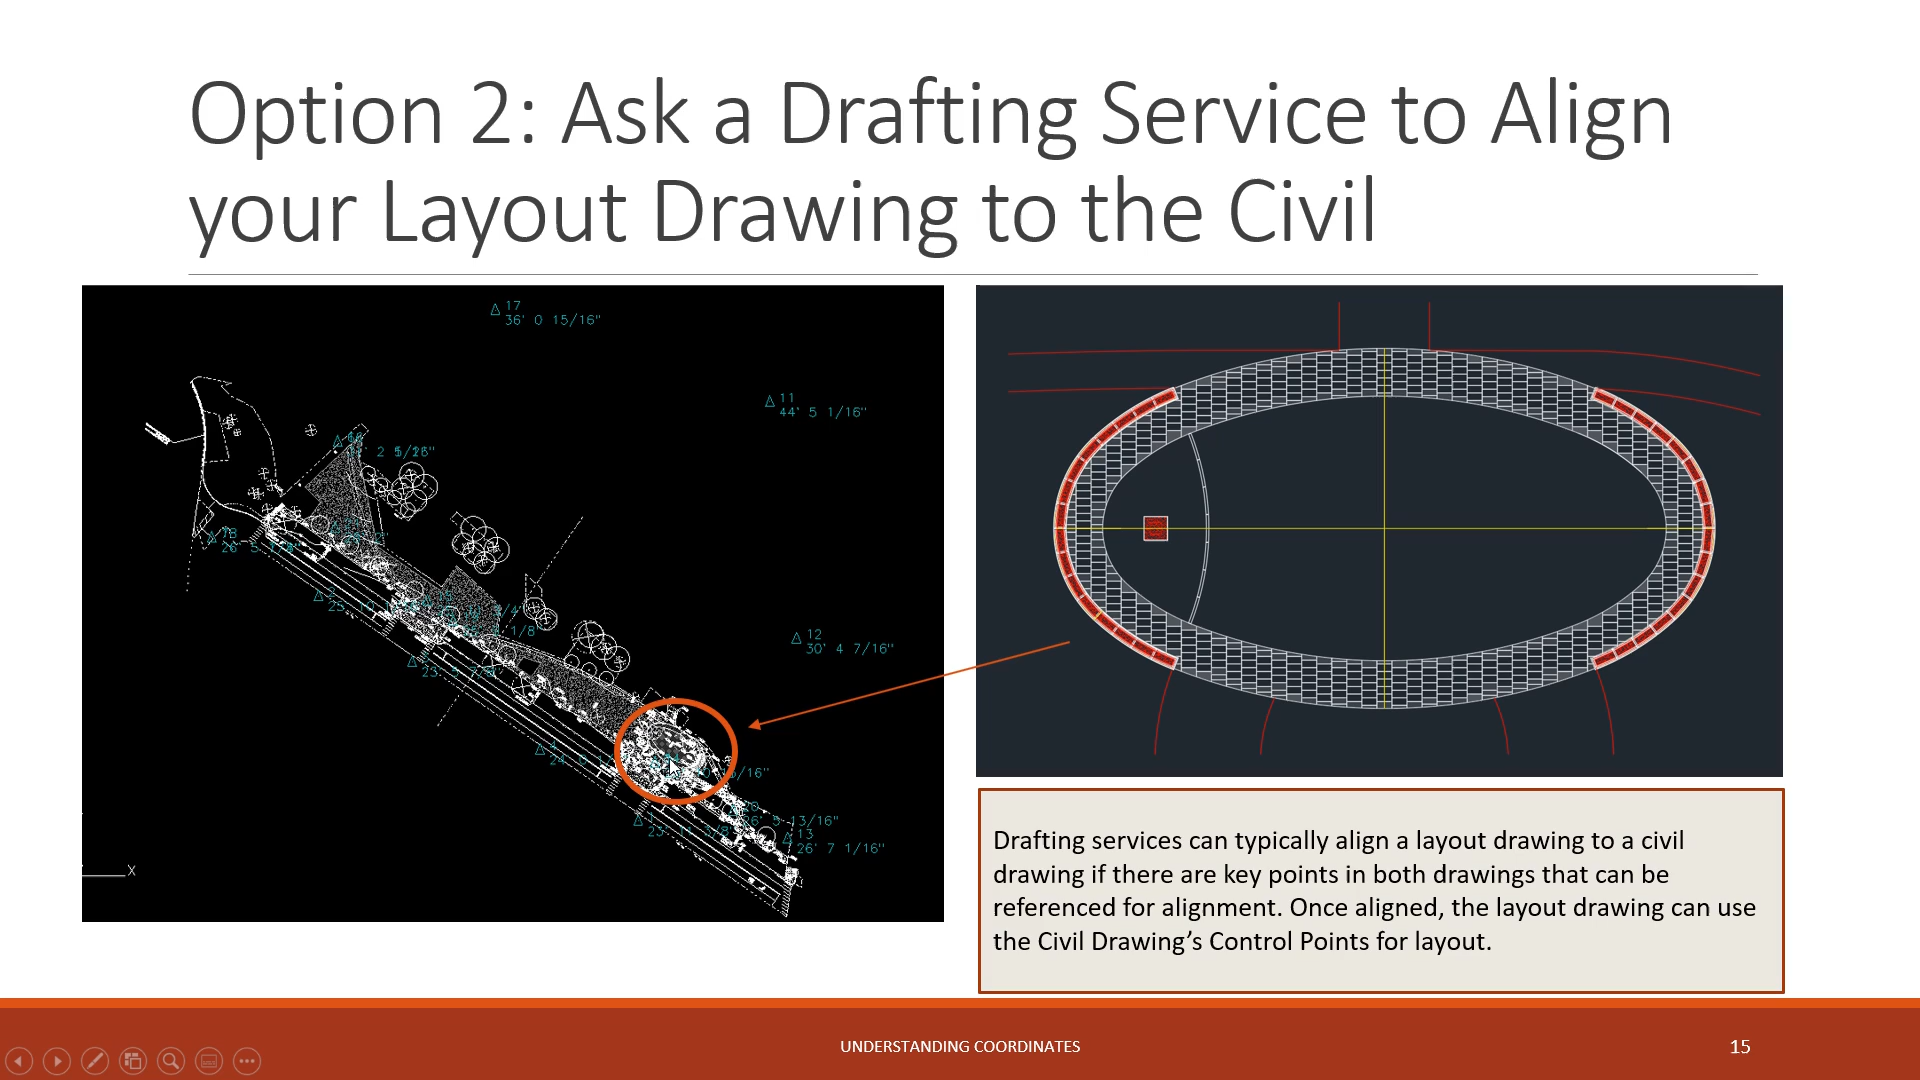 Option 2: Ask a Drafting Service to Align
your Layout Drawing to the Civil
17
36' 0 15/16"
11
44' 5 1/16"
12
30' 4 7/16"
13
26' 7 1/16"
X
Drafting services can typically align a layout drawing to a civil
drawing if there are key points in both drawings that can be
referenced for alignment. Once aligned, the layout drawing can use
the Civil Drawing’s Control Points for layout.
UNDERSTANDING COORDINATES
15